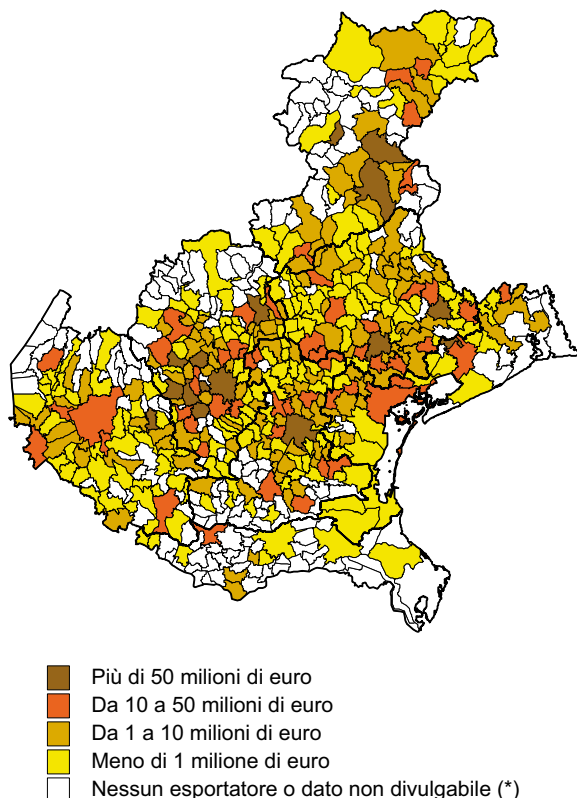 Più di 50 milioni di euro
Da 10 a 50 milioni di euro
Da 1 a 10 milioni di euro
Meno di 1 milione di euro
Nessun esportatore o dato non divulgabile (*)